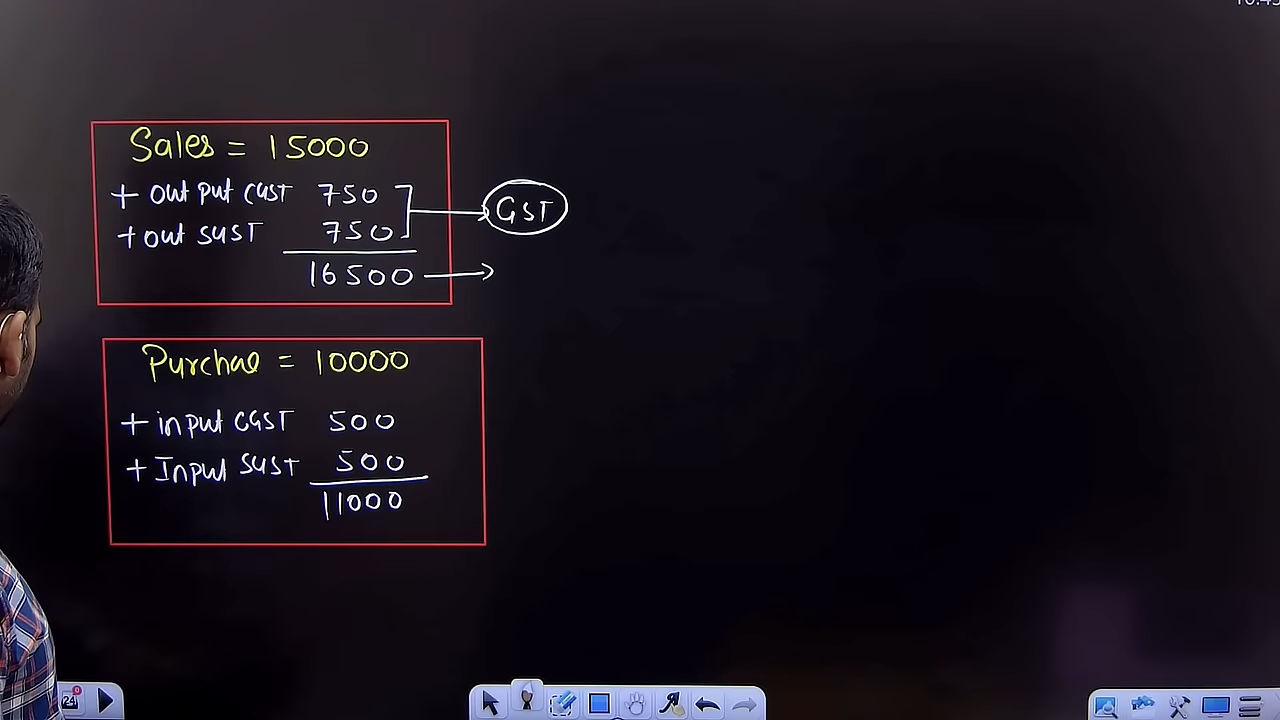 Sales = 15000
+ out put CGST 750
+ out SGST 750
GST
16500
Purchae = 10000
+ input CGST 500
+ Input SGST 500
11000
24